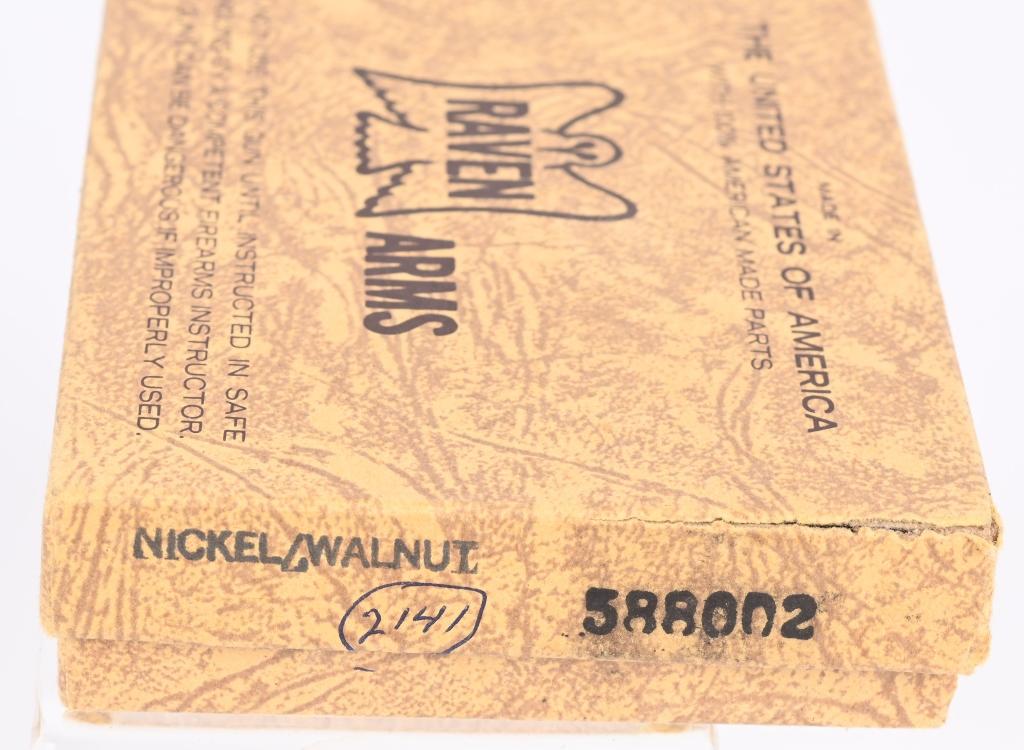 MADE IN
THE UNITED STATES OF AMERICA
WITH 100% AMERICAN MADE PARTS
RAVEN
ARMS
THIS GUN UNTIL INSTRUCTED IN SAFE
BY A COMPETENT FIREARMS INSTRUCTOR.
CAN BE DANGEROUS IF IMPROPERLY USED.
NICKEL/WALNUT
2141
588002